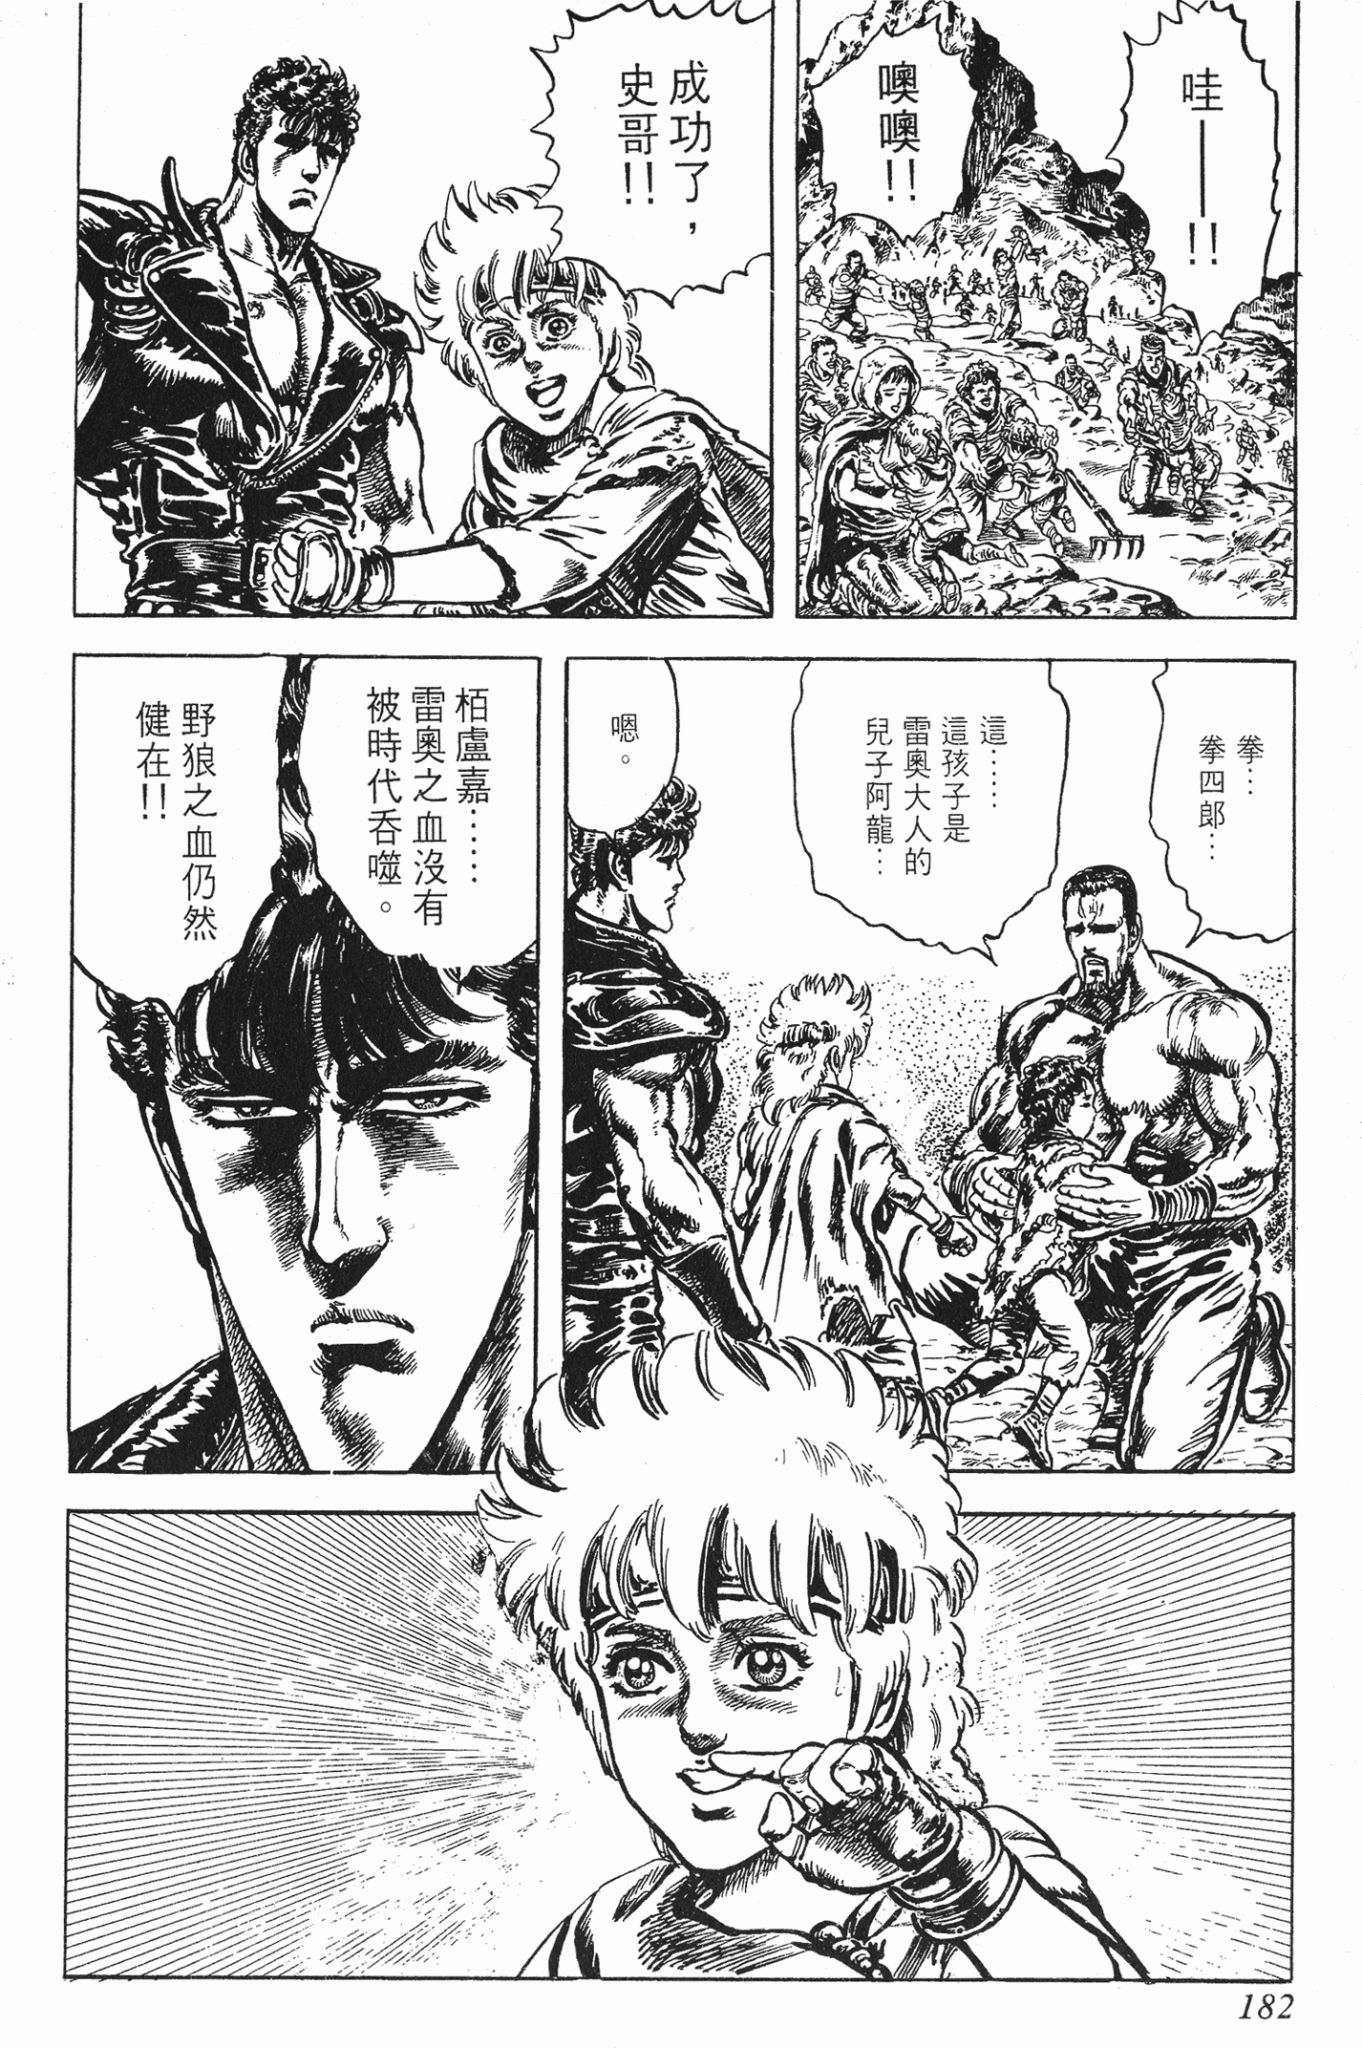 哇——!!
噢噢!!
成功了，
史哥!!
拳…
拳四郎…
這……
這孩子是
雷奧大人的
兒子阿龍…
嗯。
栢盧嘉……
雷奧之血沒有
被時代吞噬。
野狼之血仍然
健在!!
182